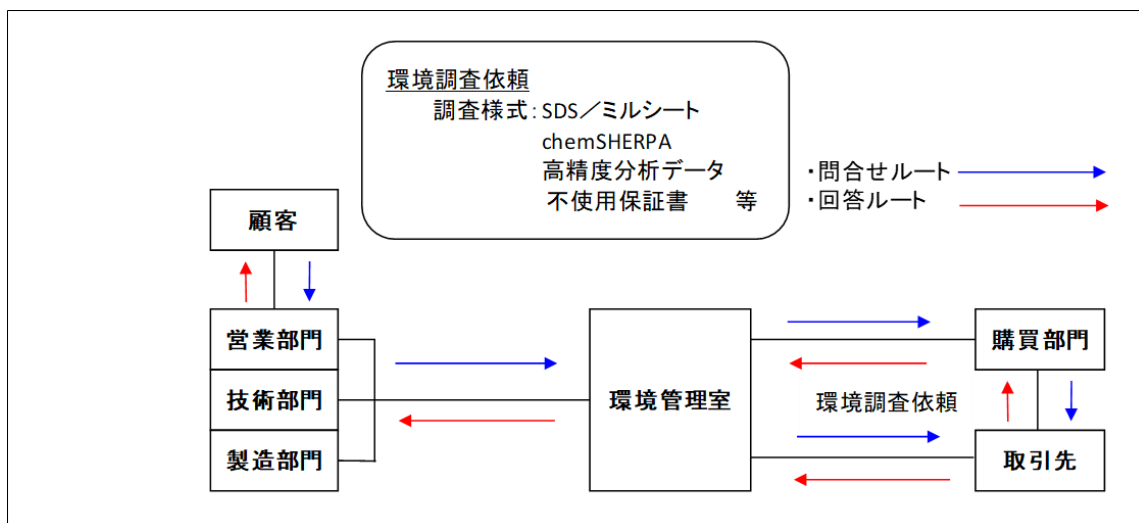 環境調査依頼
調査様式：SDS／ミルシート
chemSHERPA
高精度分析データ
不使用保証書　　等
・問合せルート
・回答ルート
顧客
営業部門
技術部門
製造部門
環境管理室
環境調査依頼
購買部門
取引先